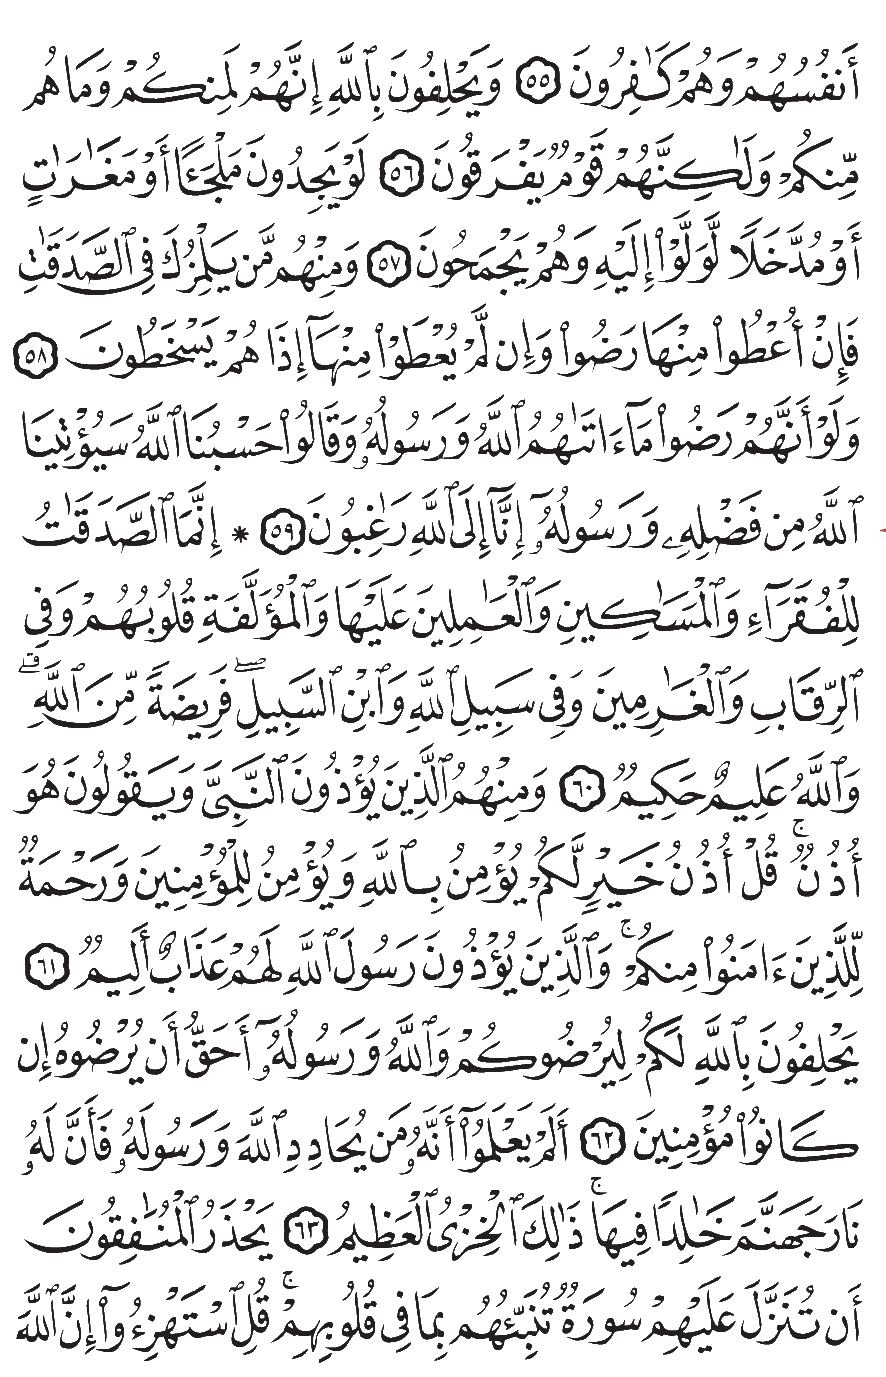 أَنفُسُهُمْ وَهُمْ كَـٰفِرُونَ ٥٥ وَيَحْلِفُونَ بِٱللَّهِ إِنَّهُمْ لَمِنكُمْ وَمَا هُم
مِّنكُمْ وَلَـٰكِنَّهُمْ قَوْمٌ يَفْرَقُونَ ٥٦ لَوْ يَجِدُونَ مَلْجَـًٔا أَوْ مَغَـٰرَٰتٍ
أَوْ مُدَّخَلًا لَّوَلَّوْا۟ إِلَيْهِ وَهُمْ يَجْمَحُونَ ٥٧ وَمِنْهُم مَّن يَلْمِزُكَ فِى ٱلصَّدَقَـٰتِ
فَإِنْ أُعْطُوا۟ مِنْهَا رَضُوا۟ وَإِن لَّمْ يُعْطَوْا۟ مِنْهَآ إِذَا هُمْ يَسْخَطُونَ ٥٨
وَلَوْ أَنَّهُمْ رَضُوا۟ مَآ ءَاتَىٰهُمُ ٱللَّهُ وَرَسُولُهُۥ وَقَالُوا۟ حَسْبُنَا ٱللَّهُ سَيُؤْتِينَا
ٱللَّهُ مِن فَضْلِهِۦ وَرَسُولُهُۥٓ إِنَّآ إِلَى ٱللَّهِ رَٰغِبُونَ ٥٩ * إِنَّمَا ٱلصَّدَقَـٰتُ
لِلْفُقَرَآءِ وَٱلْمَسَـٰكِينِ وَٱلْعَـٰمِلِينَ عَلَيْهَا وَٱلْمُؤَلَّفَةِ قُلُوبُهُمْ وَفِى
ٱلرِّقَابِ وَٱلْغَـٰرِمِينَ وَفِى سَبِيلِ ٱللَّهِ وَٱبْنِ ٱلسَّبِيلِ ۖ فَرِيضَةً مِّنَ ٱللَّهِ ۗ
وَٱللَّهُ عَلِيمٌ حَكِيمٌ ٦٠ وَمِنْهُمُ ٱلَّذِينَ يُؤْذُونَ ٱلنَّبِىَّ وَيَقُولُونَ هُوَ
أُذُنٌ ۚ قُلْ أُذُنُ خَيْرٍ لَّكُمْ يُؤْمِنُ بِٱللَّهِ وَيُؤْمِنُ لِلْمُؤْمِنِينَ وَرَحْمَةٌ
لِّلَّذِينَ ءَامَنُوا۟ مِنكُمْ ۚ وَٱلَّذِينَ يُؤْذُونَ رَسُولَ ٱللَّهِ لَهُمْ عَذَابٌ أَلِيمٌ ٦١
يَحْلِفُونَ بِٱللَّهِ لَكُمْ لِيُرْضُوكُمْ وَٱللَّهُ وَرَسُولُهُۥٓ أَحَقُّ أَن يُرْضُوهُ إِن
كَانُوا۟ مُؤْمِنِينَ ٦٢ أَلَمْ يَعْلَمُوٓا۟ أَنَّهُۥ مَن يُحَادِدِ ٱللَّهَ وَرَسُولَهُۥ فَأَنَّ لَهُۥ
نَارَ جَهَنَّمَ خَـٰلِدًا فِيهَا ۚ ذَٰلِكَ ٱلْخِزْىُ ٱلْعَظِيمُ ٦٣ يَحْذَرُ ٱلْمُنَـٰفِقُونَ
أَن تُنَزَّلَ عَلَيْهِمْ سُورَةٌ تُنَبِّئُهُم بِمَا فِى قُلُوبِهِمْ ۚ قُلِ ٱسْتَهْزِءُوٓا۟ إِنَّ ٱللَّهَ